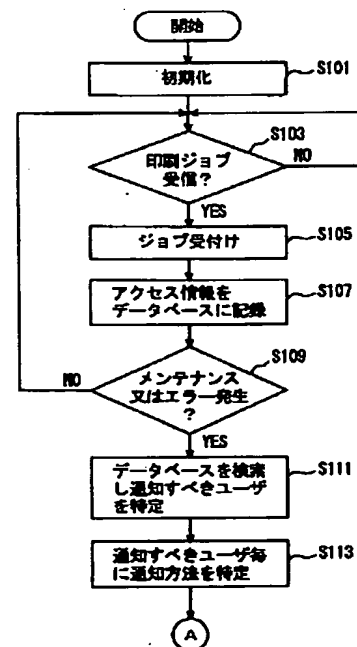 開始
初期化
S101
S103
印刷ジョブ
受信?
NO
YES
ジョブ受付け
S105
アクセス情報を
データベースに記録
S107
S109
メンテナンス
又はエラー発生
?
NO
YES
データベースを検索
し通知すべきユーザ
を特定
S111
通知すべきユーザ毎
に通知方法を特定
S113
A